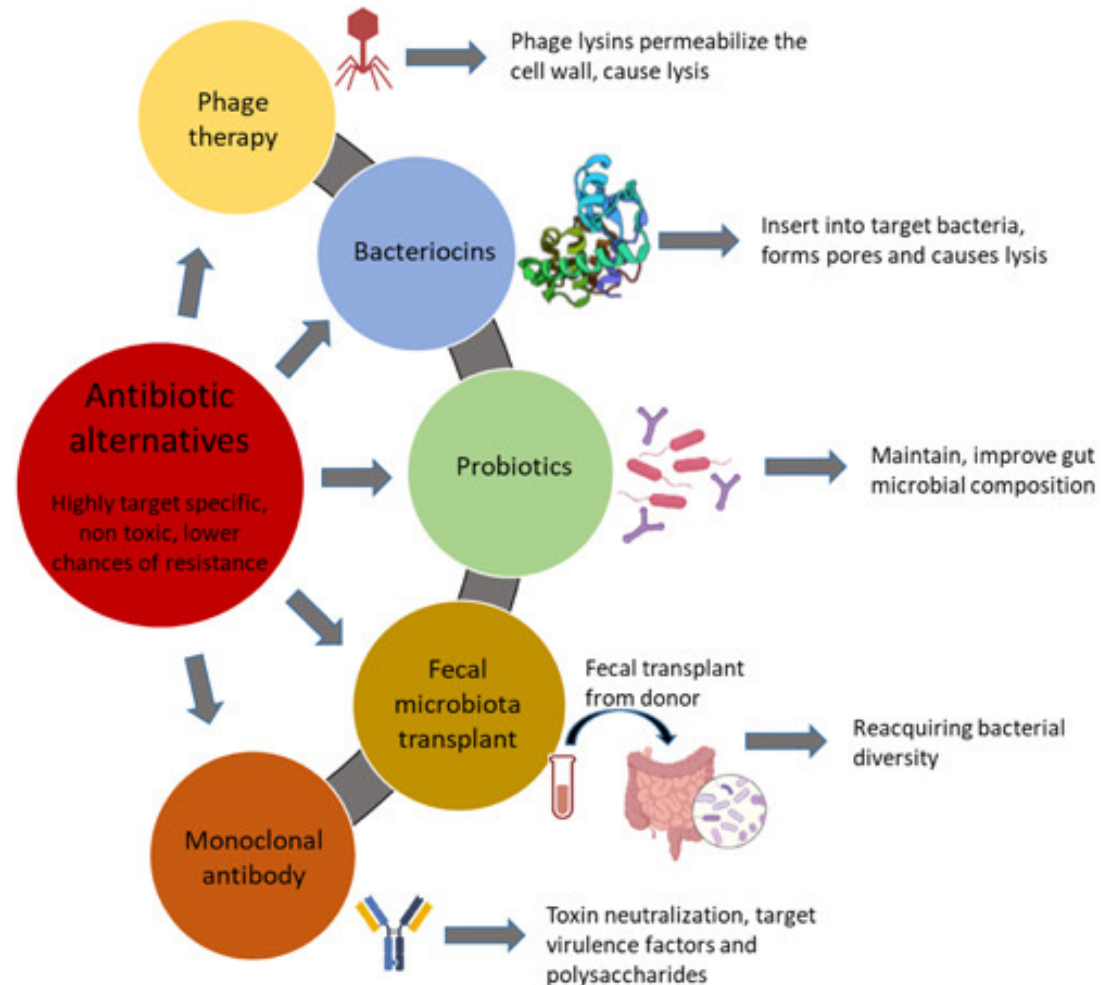 Phage
therapy
Phage lysins permeabilize the
cell wall, cause lysis
Bacteriocins
Insert into target bacteria,
forms pores and causes lysis
Antibiotic
alternatives
Highly target specific,
non toxic, lower
chances of resistance
Probiotics
Maintain, improve gut
microbial composition
Fecal
microbiota
transplant
Fecal transplant
from donor
Reacquiring bacterial
diversity
Monoclonal
antibody
Toxin neutralization, target
virulence factors and
polysaccharides